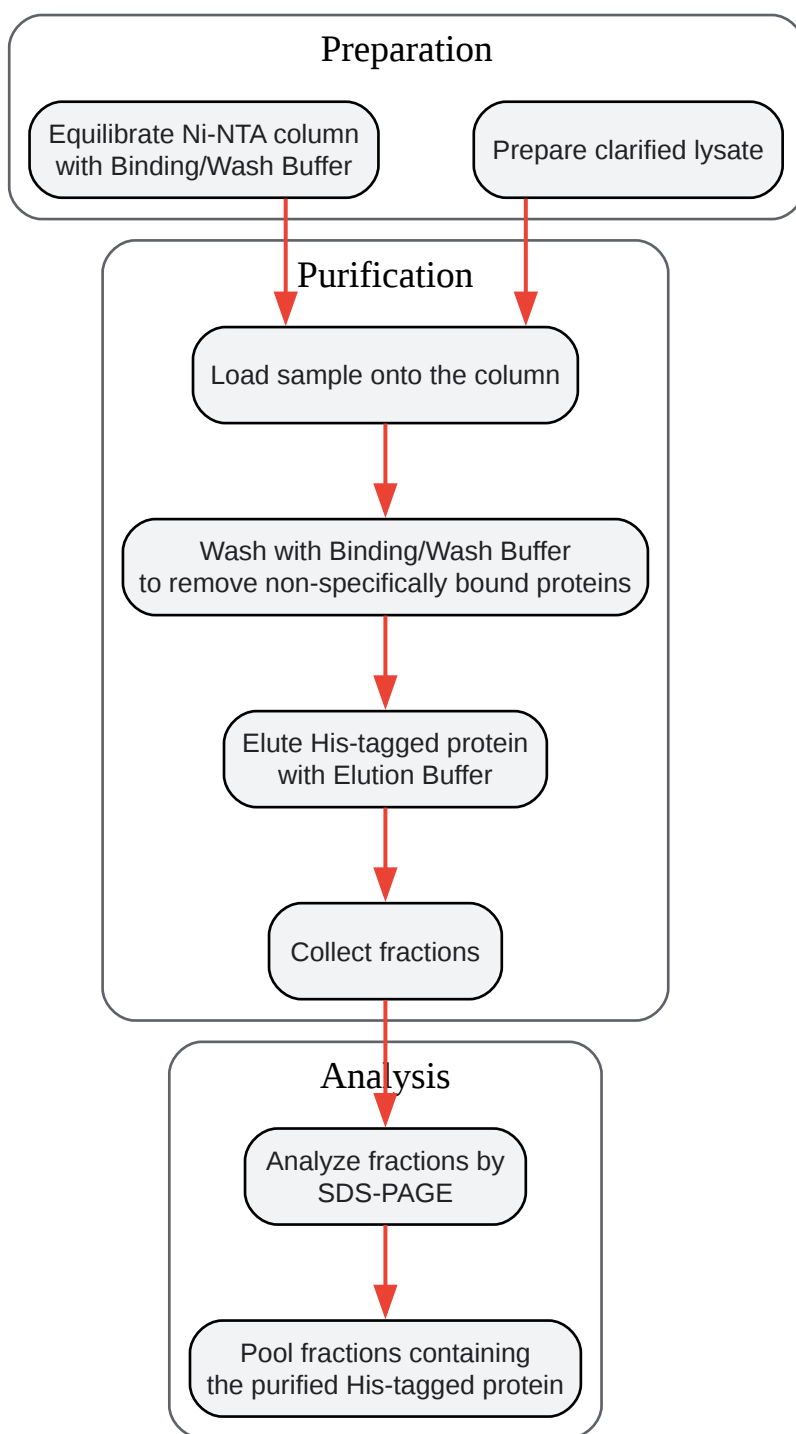 Preparation
Equilibrate Ni-NTA column
with Binding/Wash Buffer
Prepare clarified lysate
Purification
Load sample onto the column
Wash with Binding/Wash Buffer
to remove non-specifically bound proteins
Elute His-tagged protein
with Elution Buffer
Collect fractions
Analysis
Analyze fractions by
SDS-PAGE
Pool fractions containing
the purified His-tagged protein